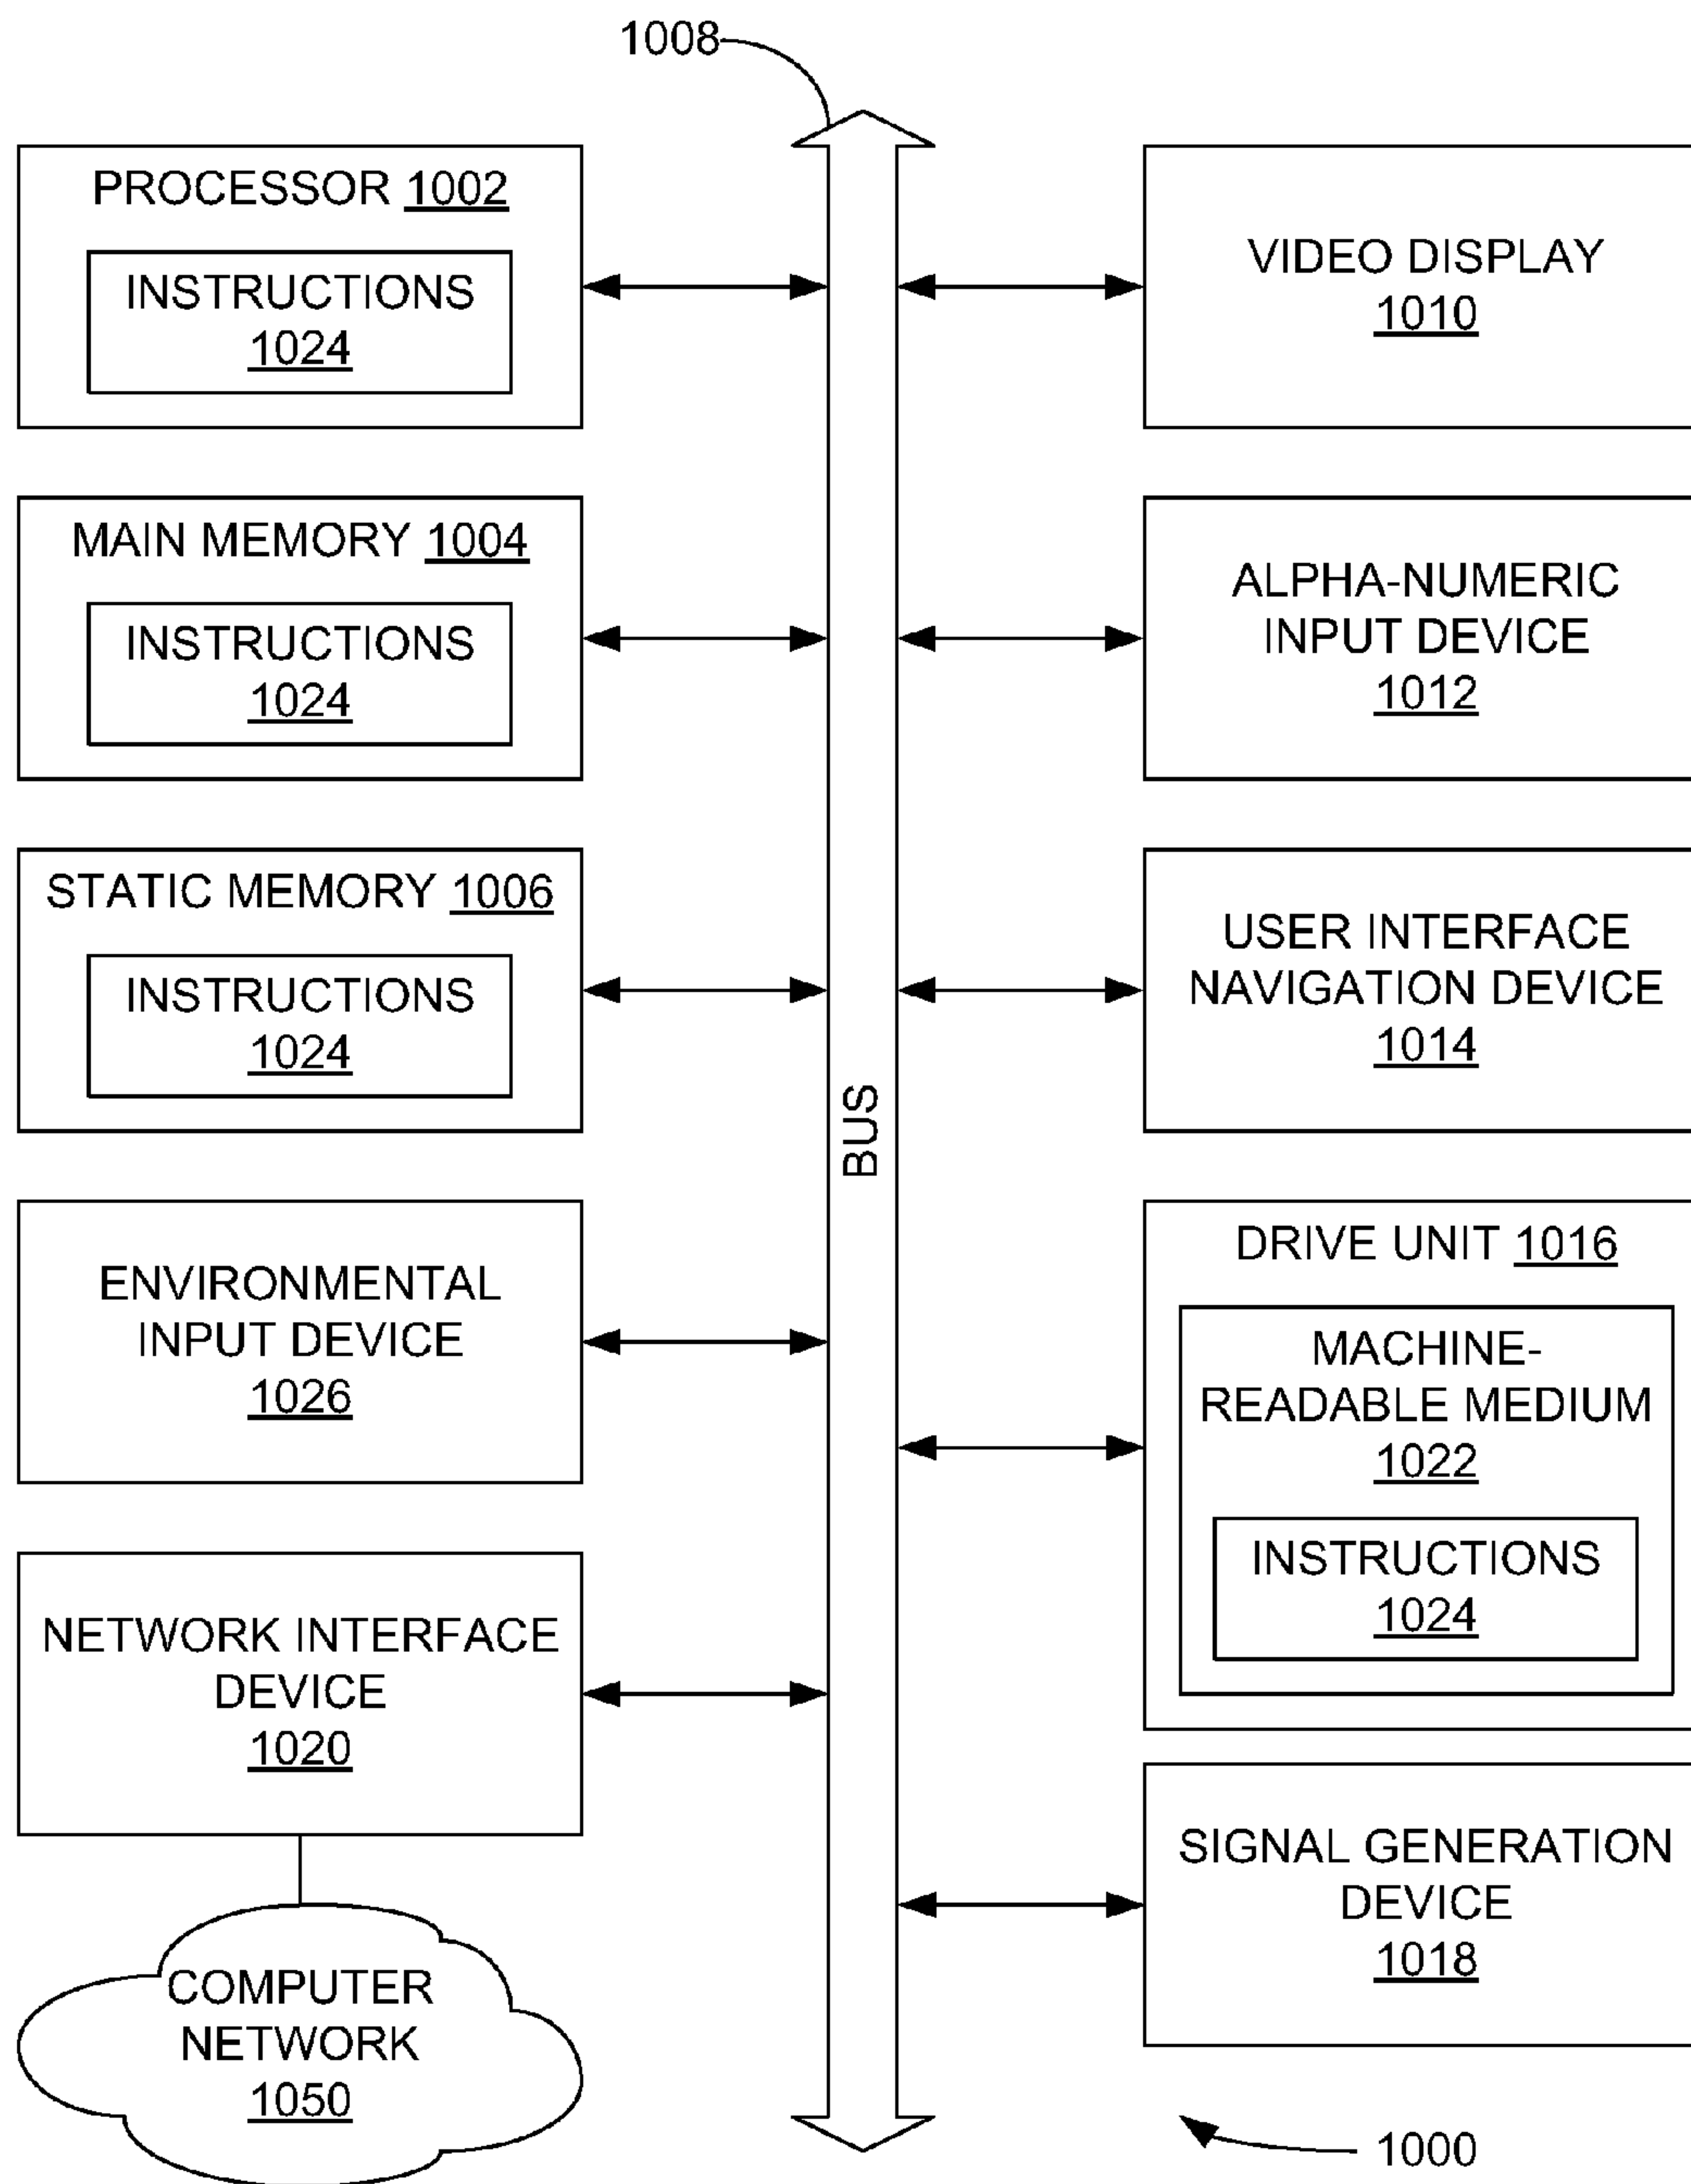 1008
PROCESSOR 1002
INSTRUCTIONS
1024
MAIN MEMORY 1004
INSTRUCTIONS
1024
STATIC MEMORY 1006
INSTRUCTIONS
1024
ENVIRONMENTAL
INPUT DEVICE
1026
NETWORK INTERFACE
DEVICE
1020
COMPUTER
NETWORK
1050
BUS
VIDEO DISPLAY
1010
ALPHA-NUMERIC
INPUT DEVICE
1012
USER INTERFACE
NAVIGATION DEVICE
1014
DRIVE UNIT 1016
MACHINE-
READABLE MEDIUM
1022
INSTRUCTIONS
1024
SIGNAL GENERATION
DEVICE
1018
1000